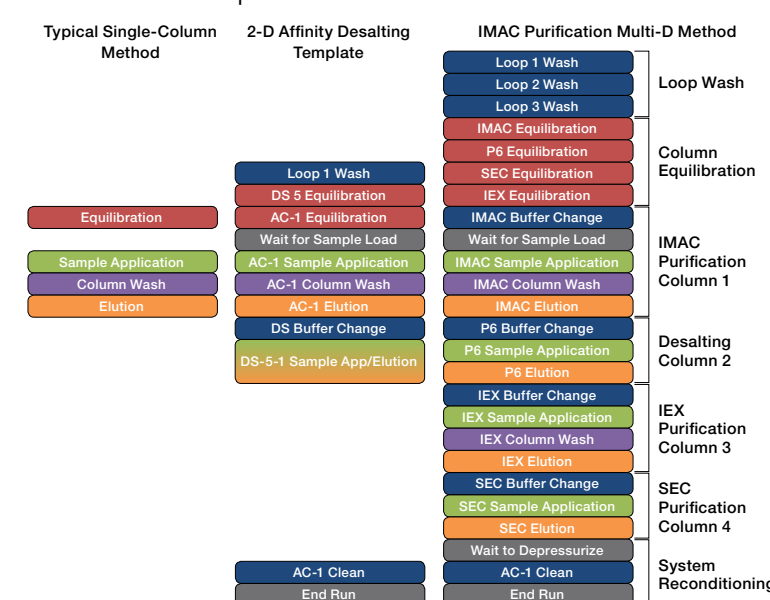 Typical Single-Column
Method
2-D Affinity Desalting
Template
IMAC Purification Multi-D Method
Equilibration
Sample Application
Column Wash
Elution
Loop 1 Wash
DS 5 Equilibration
AC-1 Equilibration
Wait for Sample Load
AC-1 Sample Application
AC-1 Column Wash
AC-1 Elution
DS Buffer Change
DS-5-1 Sample App/Elution
AC-1 Clean
End Run
Loop 1 Wash
Loop 2 Wash
Loop 3 Wash
IMAC Equilibration
P6 Equilibration
SEC Equilibration
IEX Equilibration
IMAC Buffer Change
Wait for Sample Load
IMAC Sample Application
IMAC Column Wash
IMAC Elution
P6 Buffer Change
P6 Sample Application
P6 Elution
IEX Buffer Change
IEX Sample Application
IEX Column Wash
IEX Elution
SEC Buffer Change
SEC Sample Application
SEC Elution
Wait to Depressurize
AC-1 Clean
End Run
Loop Wash
Column
Equilibration
IMAC
Purification
Column 1
Desalting
Column 2
IEX
Purification
Column 3
SEC
Purification
Column 4
System
Reconditioning